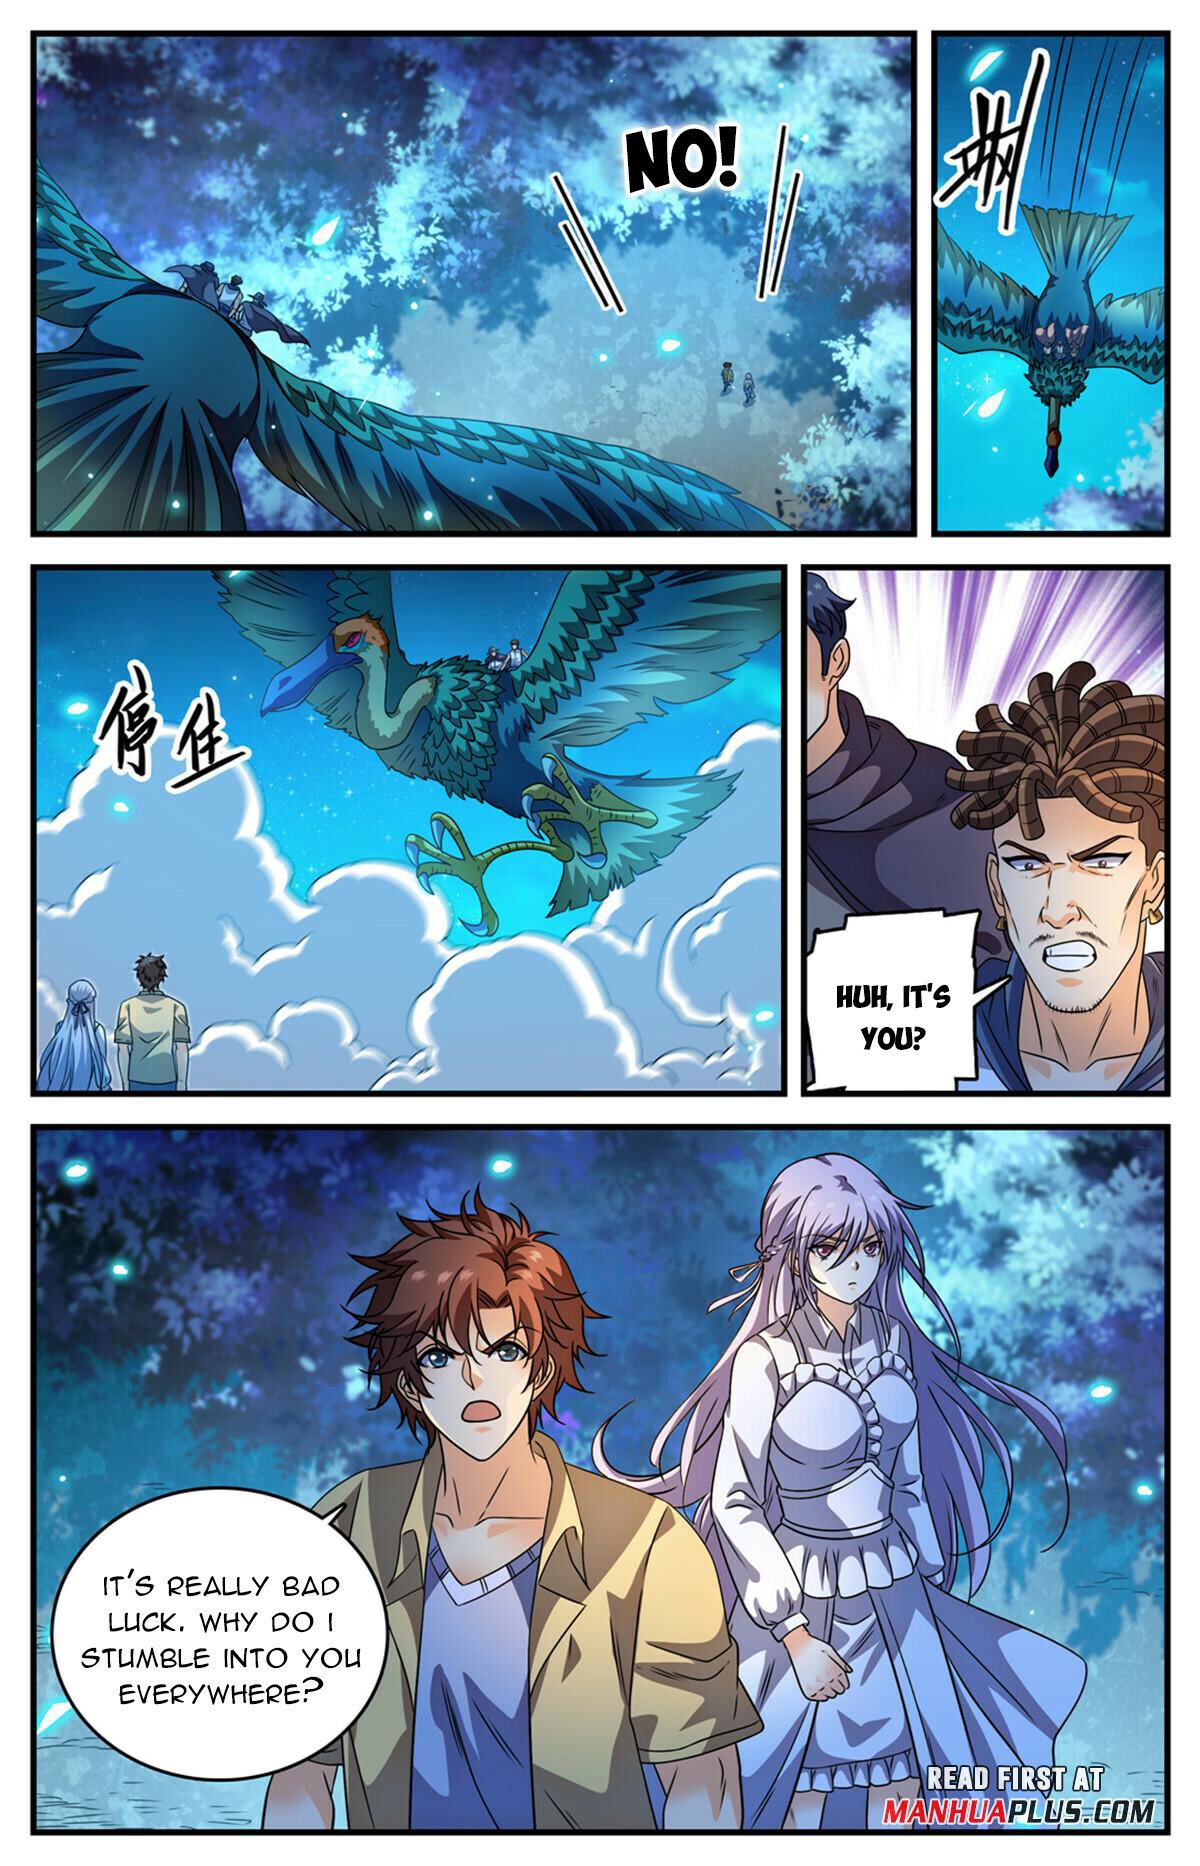 NO!
停住
HUH, IT'S
YOU?
IT'S REALLY BAD
LUCK. WHY DO I
STUMBLE INTO YOU
EVERYWHERE?
READ FIRST AT
MANHUAPLUS.COM